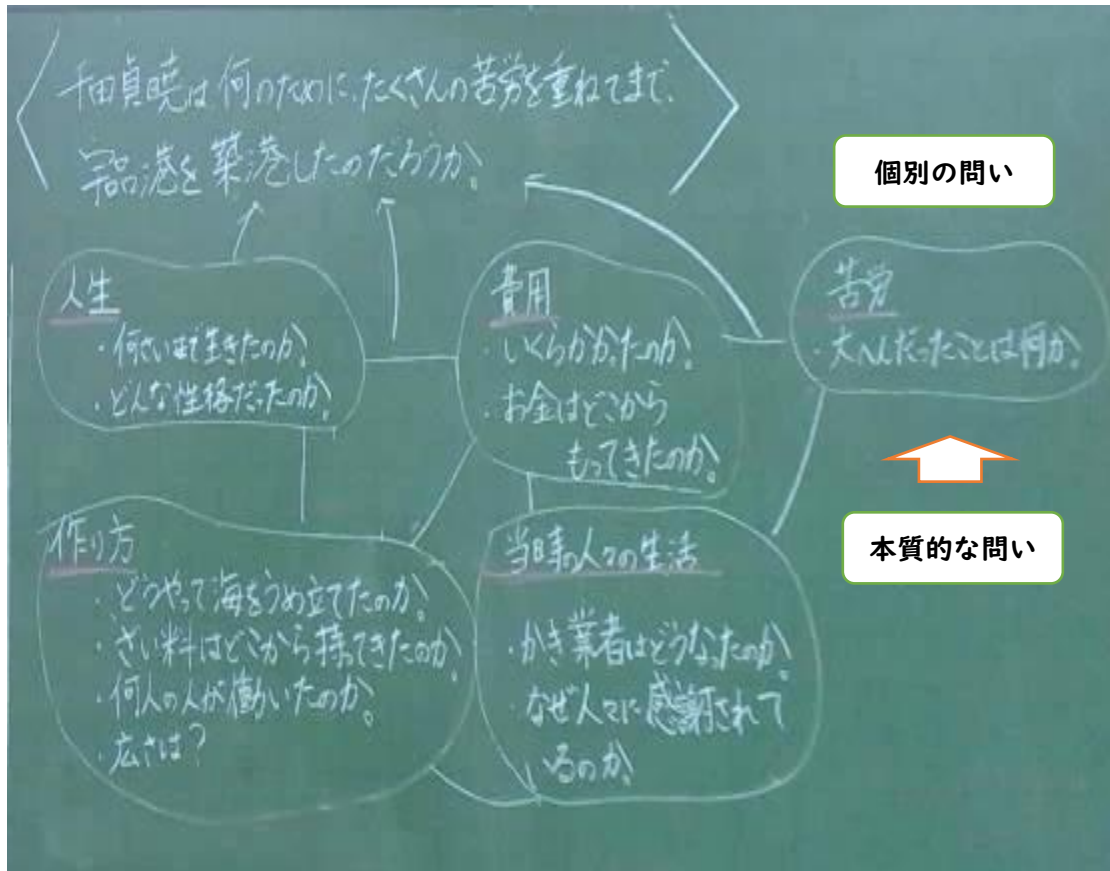 千田貞暁は何のために、たくさんの苦労を重ねてまで、
宇品港を築港したのだろうか。
個別の問い
人生
・何さいまで生きたのか。
・どんな性格だったのか。
費用
・いくらかかったのか。
・お金はどこから
もってきたのか。
苦労
・大へんだったことは何か。
本質的な問い
作り方
・どうやって海をうめ立てたのか。
・ざい料はどこから持ってきたのか。
・何人の人が働いたのか。
・広さは?
当時の人々の生活
・かき業者はどうなったのか。
・なぜ人々に感謝されて
いるのか。